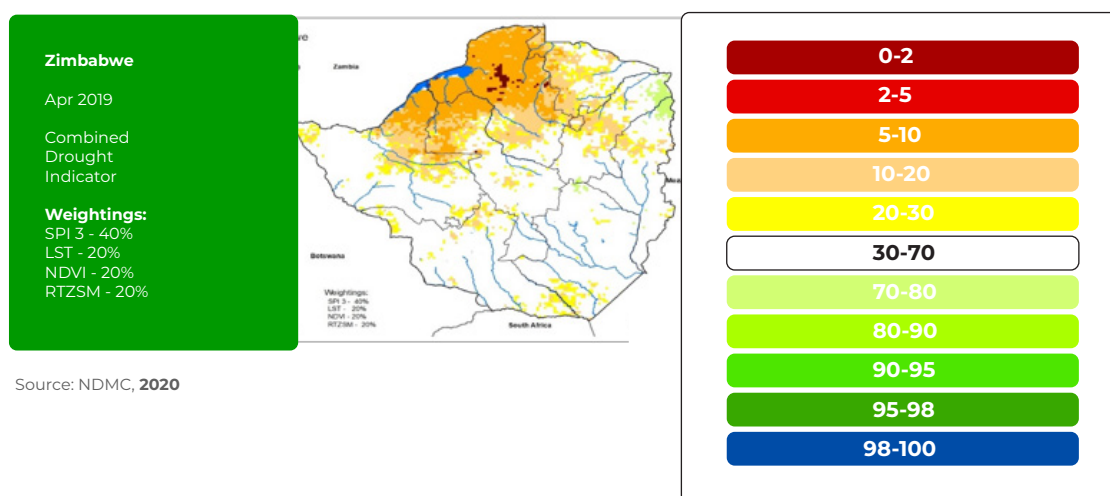 Zimbabwe
Apr 2019
Combined
Drought
Indicator
Weightings:
SPI 3 - 40%
LST - 20%
NDVI - 20%
RTZSM - 20%
Zambia
Botswana
South Africa
Weightings:
SPI 3 - 40%
LST - 20%
NDVI - 20%
RTZSM - 20%
0-2
2-5
5-10
10-20
20-30
30-70
70-80
80-90
90-95
95-98
98-100
Source: NDMC, 2020